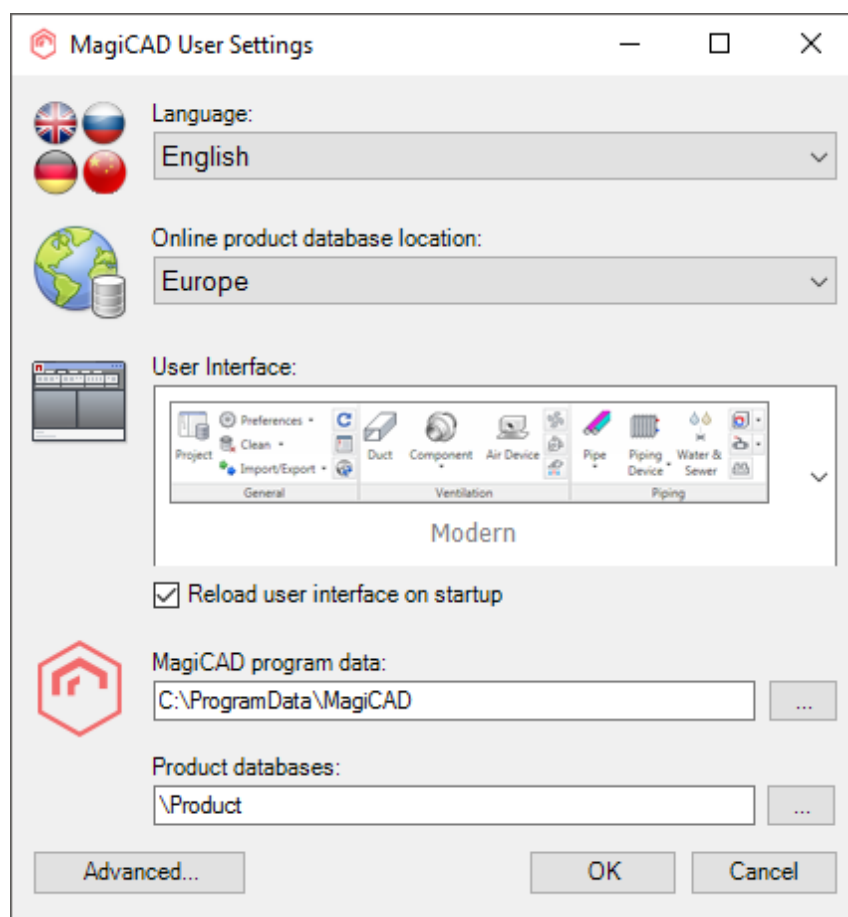 MagiCAD User Settings
Language:
English
Online product database location:
Europe
User Interface:
Project
Preferences
Clean
Import/Export
General
Duct
Component
Air Device
Ventilation
Pipe
Piping
Device
Water &
Sewer
Piping
Modern
Reload user interface on startup
MagiCAD program data:
C:\ProgramData\MagiCAD
...
Product databases:
\Product
...
Advanced...
OK
Cancel